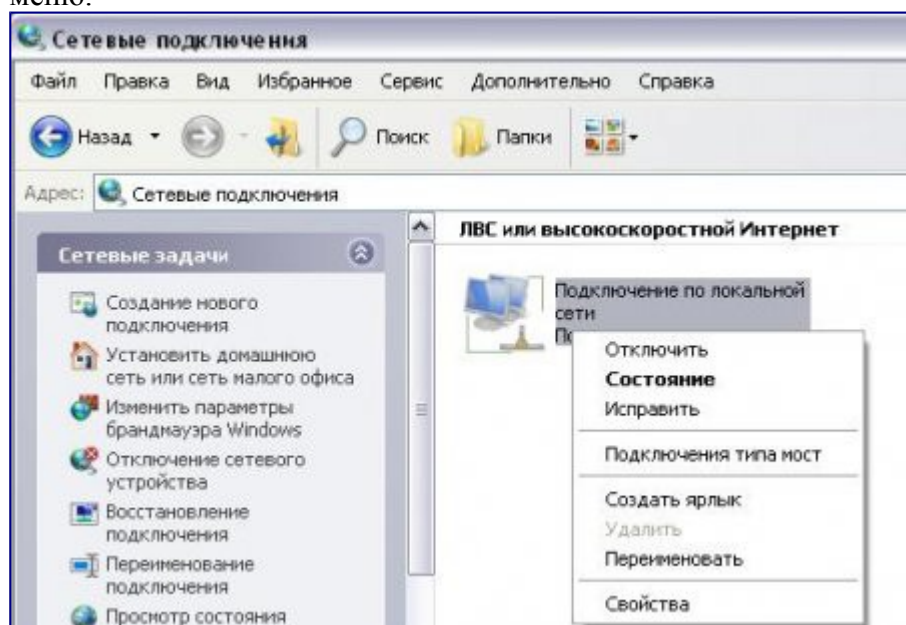 меню.
Сетевые подключения
Файл Правка Вид Избранное Сервис Дополнительно Справка
Назад Поиск Папки
Адрес: Сетевые подключения
Сетевые задачи
Создание нового
подключения
Установить домашнюю
сеть или сеть малого офиса
Изменить параметры
брандмауэра Windows
Отключение сетевого
устройства
Восстановление
подключения
Переименование
подключения
Просмотр состояния
ЛВС или высокоскоростной Интернет
Подключение по локальной
сети
Отключить
Состояние
Исправить
Подключения типа мост
Создать ярлык
Удалить
Переименовать
Свойства